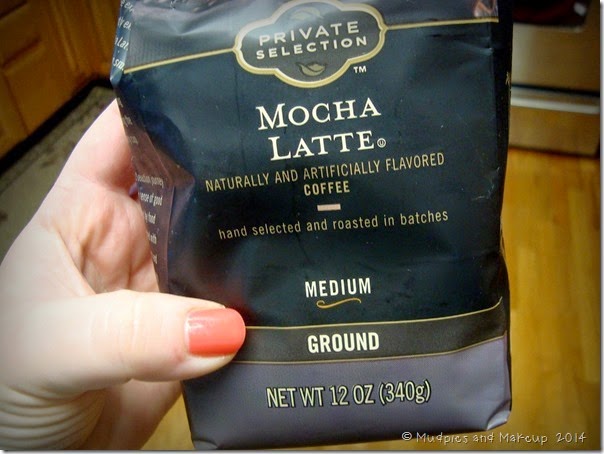 PRIVATE
SELECTION
™
MOCHA
LATTE
NATURALLY AND ARTIFICIALLY FLAVORED
COFFEE
hand selected and roasted in batches
MEDIUM
GROUND
NET WT 12 OZ (340g)
© Mudpies and Makeup 2014